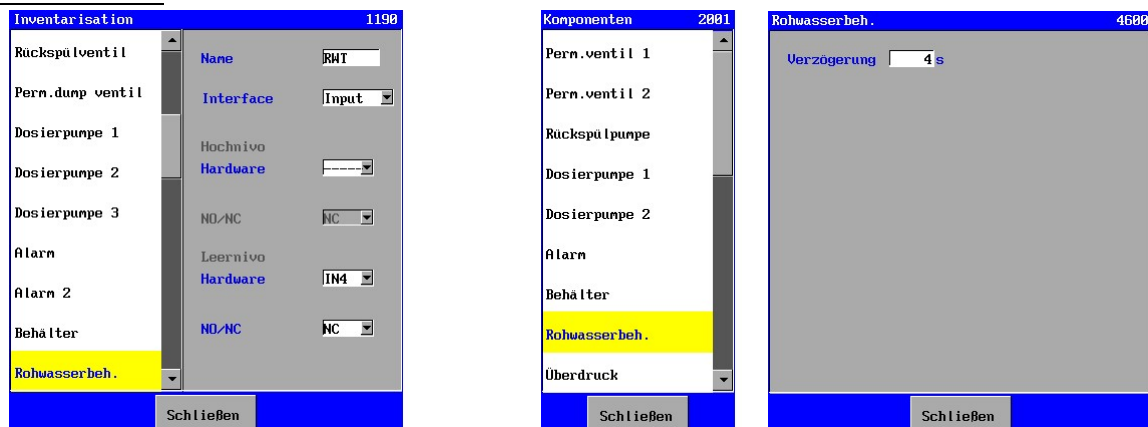 Inventarisation 1190
Rückspülventil
Perm.dump ventil
Dosierpumpe 1
Dosierpumpe 2
Dosierpumpe 3
Alarm
Alarm 2
Behälter
Rohwasserbeh.
Name RWT
Interface Input
Hochnivo
Hardware -----
NO/NC NC
Leernivo
Hardware IN4
NO/NC NC
Schließen
Komponenten 2001
Perm.ventil 1
Perm.ventil 2
Rückspülpumpe
Dosierpumpe 1
Dosierpumpe 2
Alarm
Behälter
Rohwasserbeh.
Überdruck
Schließen
Rohwasserbeh. 4600
Verzögerung 4 s
Schließen